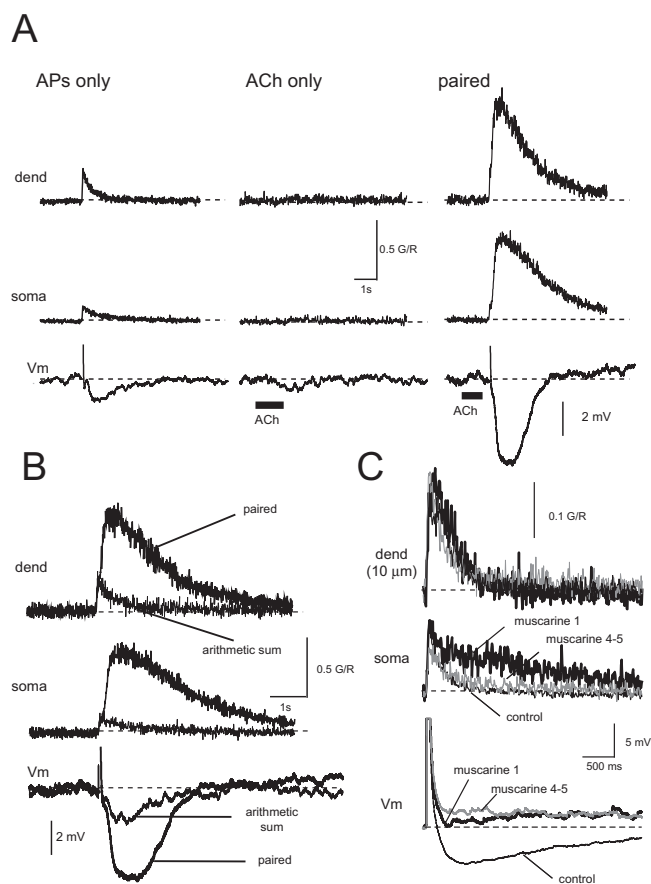 A
APs only
ACh only
paired
dend
0.5 G/R
1s
soma
Vm
ACh
ACh
2 mV
B
paired
dend
arithmetic sum
soma
0.5 G/R
1s
Vm
2 mV
arithmetic
sum
paired
C
0.1 G/R
dend
(10 µm)
muscarine 1
muscarine 4-5
soma
control
5 mV
500 ms
muscarine 1
muscarine 4-5
Vm
control